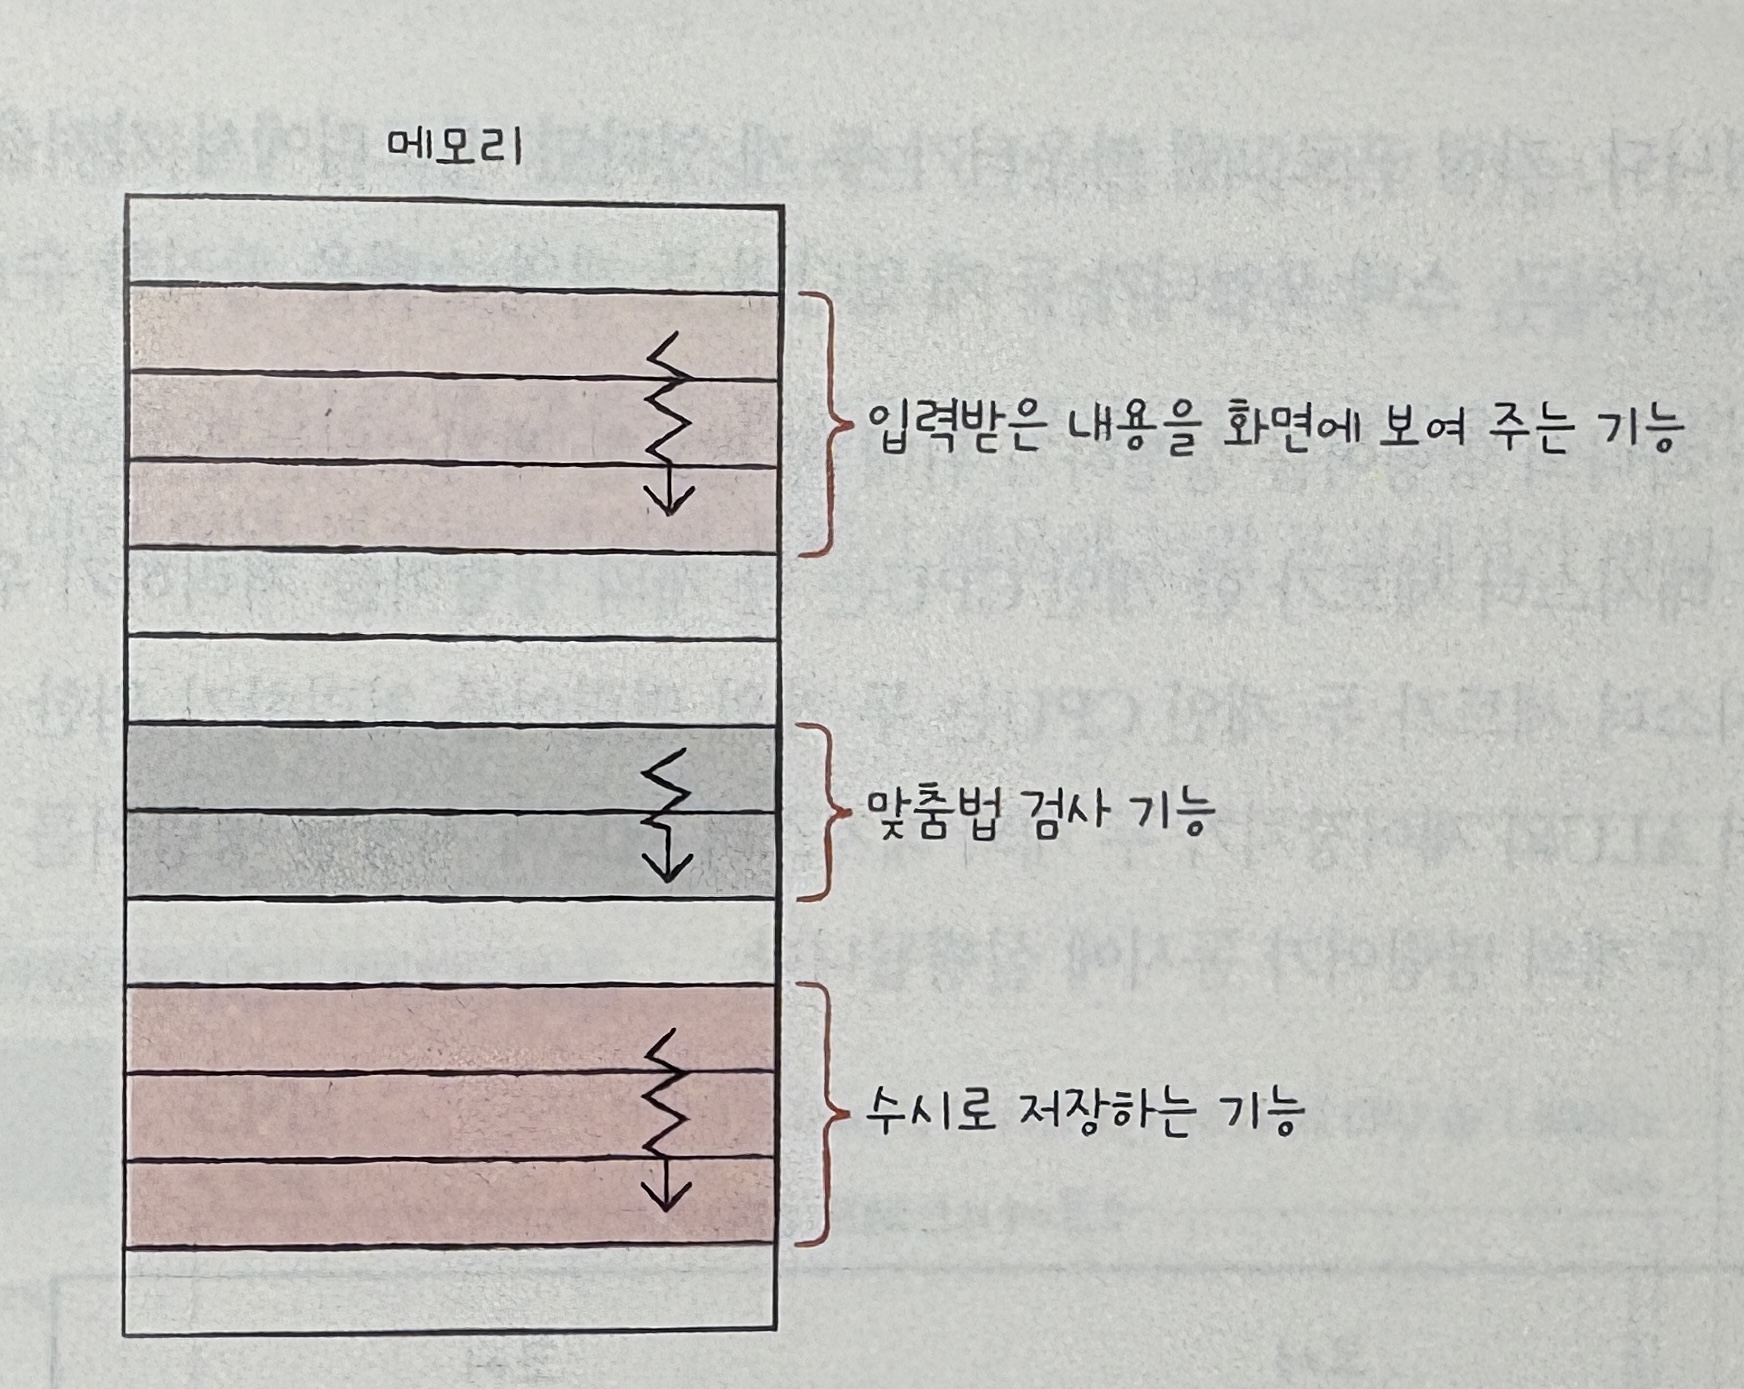 메모리
입력받은 내용을 화면에 보여 주는 기능
맞춤법 검사 기능
수시로 저장하는 기능